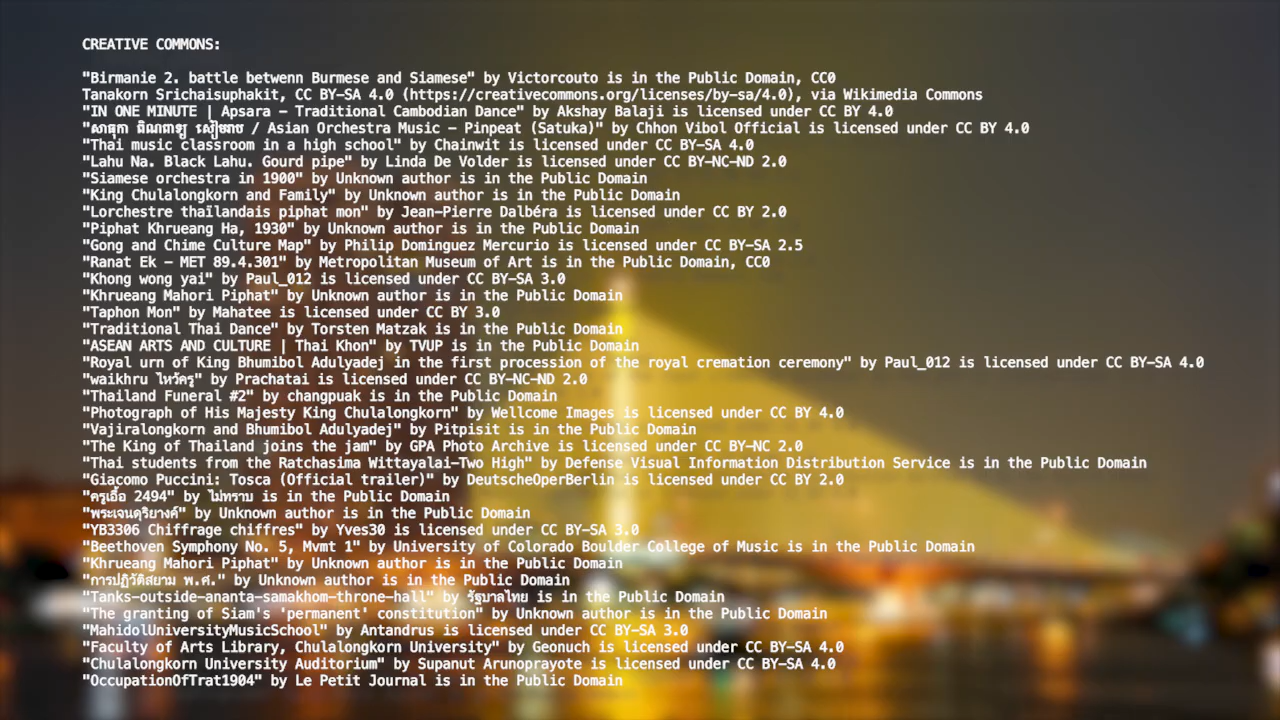 CREATIVE COMMONS:
"Birmanie 2. battle betwenn Burmese and Siamese" by Victorcouto is in the Public Domain, CC0
Tanakorn Srichaisuphakit, CC BY-SA 4.0 (https://creativecommons.org/licenses/by-sa/4.0), via Wikimedia Commons
"IN ONE MINUTE | Apsara - Traditional Cambodian Dance" by Akshay Balaji is licensed under CC BY 4.0
"សាធុកា ពិណពាឡ្យ សៀមរាប / Asian Orchestra Music - Pinpeat (Satuka)" by Chhon Vibol Official is licensed under CC BY 4.0
"Thai music classroom in a high school" by Chainwit is licensed under CC BY-SA 4.0
"Lahu Na. Black Lahu. Gourd pipe" by Linda De Volder is licensed under CC BY-NC-ND 2.0
"Siamese orchestra in 1900" by Unknown author is in the Public Domain
"King Chulalongkorn and Family" by Unknown author is in the Public Domain
"Lorchestre thaïlandais piphat mon" by Jean-Pierre Dalbéra is licensed under CC BY 2.0
"Piphat Khrueang Ha, 1930" by Unknown author is in the Public Domain
"Gong and Chime Culture Map" by Philip Dominguez Mercurio is licensed under CC BY-SA 2.5
"Ranat Ek - MET 89.4.301" by Metropolitan Museum of Art is in the Public Domain, CC0
"Khong wong yai" by Paul_012 is licensed under CC BY-SA 3.0
"Khrueang Mahori Piphat" by Unknown author is in the Public Domain
"Taphon Mon" by Mahatee is licensed under CC BY 3.0
"Traditional Thai Dance" by Torsten Matzak is in the Public Domain
"ASEAN ARTS AND CULTURE | Thai Khon" by TVUP is in the Public Domain
"Royal urn of King Bhumibol Adulyadej in the first procession of the royal cremation ceremony" by Paul_012 is licensed under CC BY-SA 4.0
"waikhru ไหว้ครู" by Prachatai is licensed under CC BY-NC-ND 2.0
"Thailand Funeral #2" by changpuak is in the Public Domain
"Photograph of His Majesty King Chulalongkorn" by Wellcome Images is licensed under CC BY 4.0
"Vajiralongkorn and Bhumibol Adulyadej" by Pitpisit is in the Public Domain
"The King of Thailand joins the jam" by GPA Photo Archive is licensed under CC BY-NC 2.0
"Thai students from the Ratchasima Wittayalai-Two High" by Defense Visual Information Distribution Service is in the Public Domain
"Giacomo Puccini: Tosca (Official trailer)" by DeutscheOperBerlin is licensed under CC BY 2.0
"ครูเอื้อ 2494" by ไม่ทราบ is in the Public Domain
"พระเจนดุริยางค์" by Unknown author is in the Public Domain
"YB3306 Chiffrage chiffres" by Yves30 is licensed under CC BY-SA 3.0
"Beethoven Symphony No. 5, Mvmt 1" by University of Colorado Boulder College of Music is in the Public Domain
"Khrueang Mahori Piphat" by Unknown author is in the Public Domain
"การปฏิวัติสยาม พ.ศ." by Unknown author is in the Public Domain
"Tanks-outside-ananta-samakhom-throne-hall" by รัฐบาลไทย is in the Public Domain
"The granting of Siam's 'permanent' constitution" by Unknown author is in the Public Domain
"MahidolUniversityMusicSchool" by Antandrus is licensed under CC BY-SA 3.0
"Faculty of Arts Library, Chulalongkorn University" by Geonuch is licensed under CC BY-SA 4.0
"Chulalongkorn University Auditorium" by Supanut Arunoprayote is licensed under CC BY-SA 4.0
"OccupationOfTrat1904" by Le Petit Journal is in the Public Domain